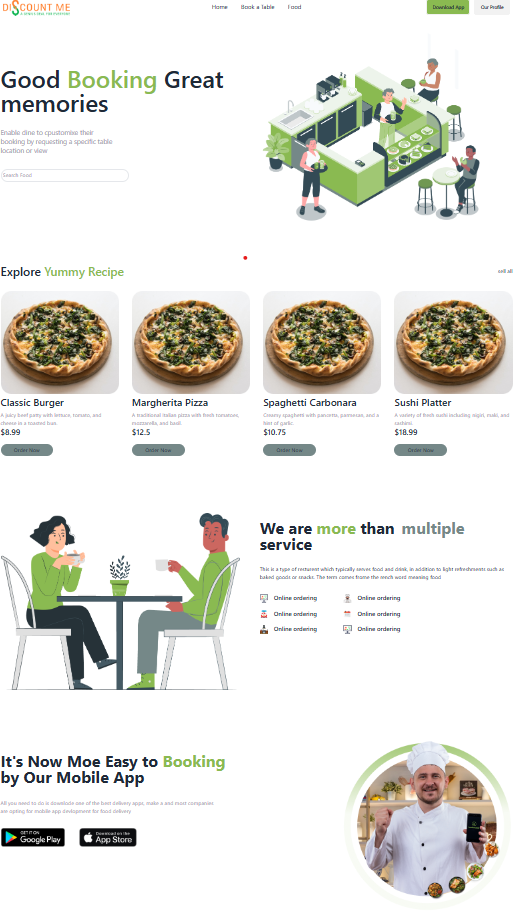 DISCOUNT ME
Home Book a Table Food
Download App Our Profile
Good Booking Great
memories
Enable dine to cpustomixe their
booking by requesting a specific table
location or view
Search Food
Explore Yummy Recipe
sell all
Classic Burger
A juicy beef patty with lettuce, tomato, and
cheese in a toasted bun.
$8.99
Order Now
Margherita Pizza
A traditional Italian pizza with fresh tomatoes,
mozzarella, and basil.
$12.5
Order Now
Spaghetti Carbonara
Creamy spaghetti with pancetta, parmesan, and a
hint of garlic.
$10.75
Order Now
Sushi Platter
A variety of fresh sushi including nigiri, maki, and
sashimi.
$18.99
Order Now
We are more than multiple
service
This is a type of resturent which typically serves food and drink, in addition to light refreshments such as
baked goods or snacks. The term comes frome the rench word meaning food
Online ordering Online ordering
Online ordering Online ordering
Online ordering Online ordering
It's Now Moe Easy to Booking
by Our Mobile App
All you need to do is downlode one of the best delivery apps, make a and most companies
are opting for mobile app devlopment for food delivery
GET IT ON
Google Play
Download on the
App Store